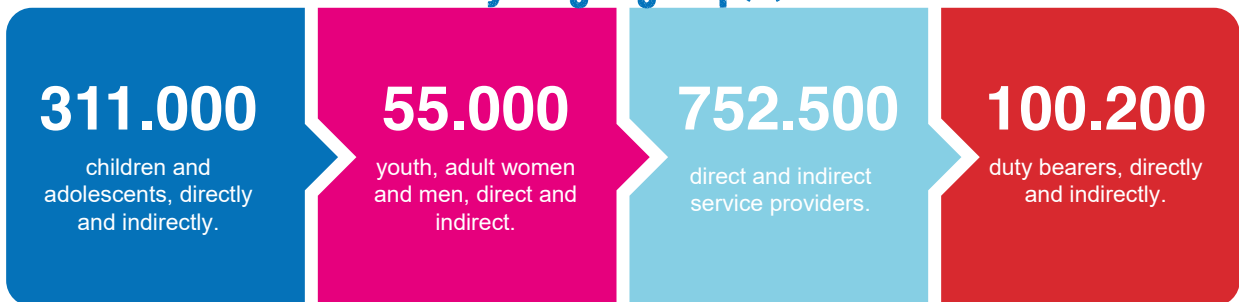 311.000
children and
adolescents, directly
and indirectly.
55.000
youth, adult women
and men, direct and
indirect.
752.500
direct and indirect
service providers.
100.200
duty bearers, directly
and indirectly.